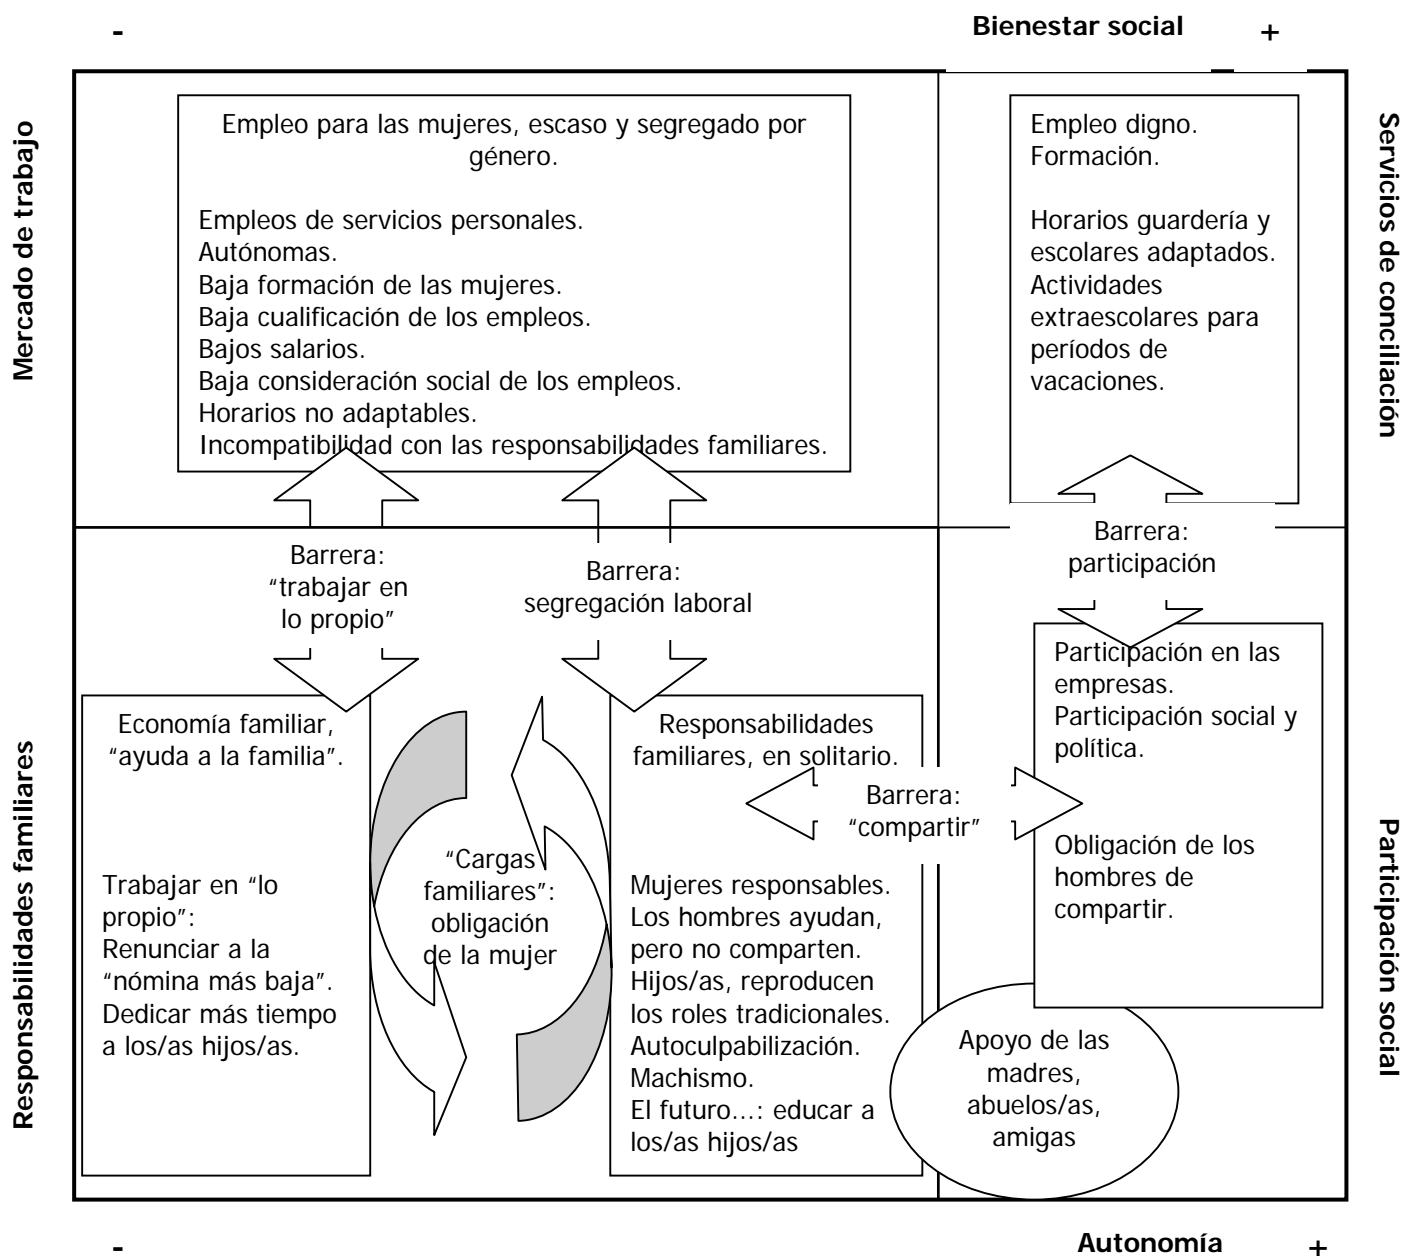 -
Bienestar social
+
Mercado de trabajo
Empleo para las mujeres, escaso y segregado por
género.
Empleos de servicios personales.
Autónomas.
Baja formación de las mujeres.
Baja cualificación de los empleos.
Bajos salarios.
Baja consideración social de los empleos.
Horarios no adaptables.
Incompatibilidad con las responsabilidades familiares.
Empleo digno.
Formación.
Horarios guardería y
escolares adaptados.
Actividades
extraescolares para
períodos de
vacaciones.
Servicios de conciliación
Barrera:
“trabajar en
lo propio”
Barrera:
segregación laboral
Barrera:
participación
Responsabilidades familiares
Economía familiar,
“ayuda a la familia”.
Trabajar en “lo
propio”:
Renunciar a la
“nómina más baja”.
Dedicar más tiempo
a los/as hijos/as.
“Cargas
familiares”:
obligación
de la mujer
Responsabilidades
familiares, en solitario.
Mujeres responsables.
Los hombres ayudan,
pero no comparten.
Hijos/as, reproducen
los roles tradicionales.
Autoculpabilización.
Machismo.
El futuro...: educar a
los/as hijos/as
Barrera:
“compartir”
Participación en las
empresas.
Participación social y
política.
Obligación de los
hombres de
compartir.
Apoyo de las
madres,
abuelos/as,
amigas
Participación social
-
Autonomía
+